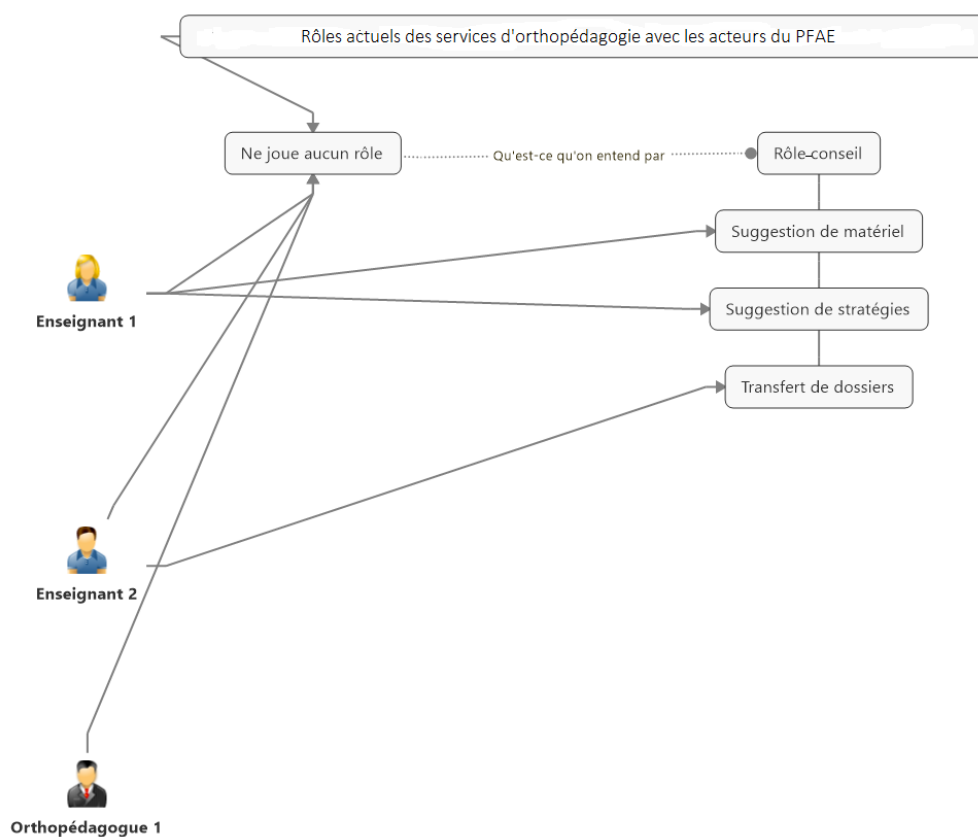 Rôles actuels des services d'orthopédagogie avec les acteurs du PFAE
Ne joue aucun rôle
Qu'est-ce qu'on entend par
Rôle-conseil
Suggestion de matériel
Enseignant 1
Suggestion de stratégies
Transfert de dossiers
Enseignant 2
Orthopédagogue 1